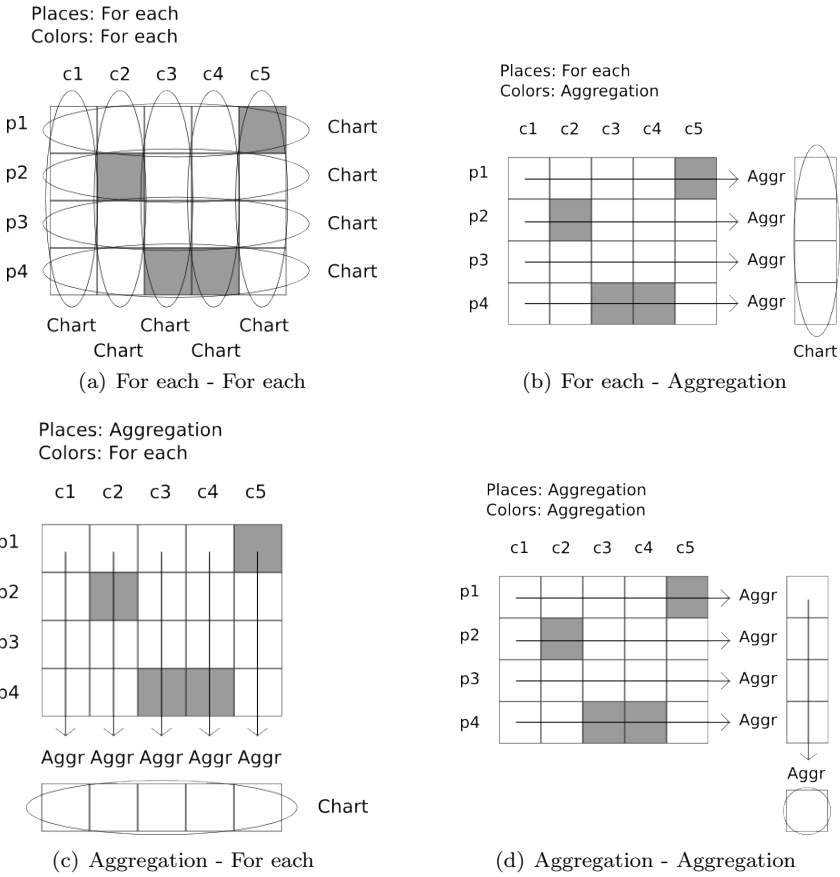 Places: For each
Colors: For each
c1 c2 c3 c4 c5
p1 Chart
p2 Chart
p3 Chart
p4 Chart
Chart Chart Chart
Chart Chart
(a) For each - For each
Places: For each
Colors: Aggregation
c1 c2 c3 c4 c5
p1 Aggr
p2 Aggr
p3 Aggr
p4 Aggr
Chart
(b) For each - Aggregation
Places: Aggregation
Colors: For each
c1 c2 c3 c4 c5
p1
p2
p3
p4
Aggr Aggr Aggr Aggr Aggr
Chart
(c) Aggregation - For each
Places: Aggregation
Colors: Aggregation
c1 c2 c3 c4 c5
p1 Aggr
p2 Aggr
p3 Aggr
p4 Aggr
Aggr
(d) Aggregation - Aggregation